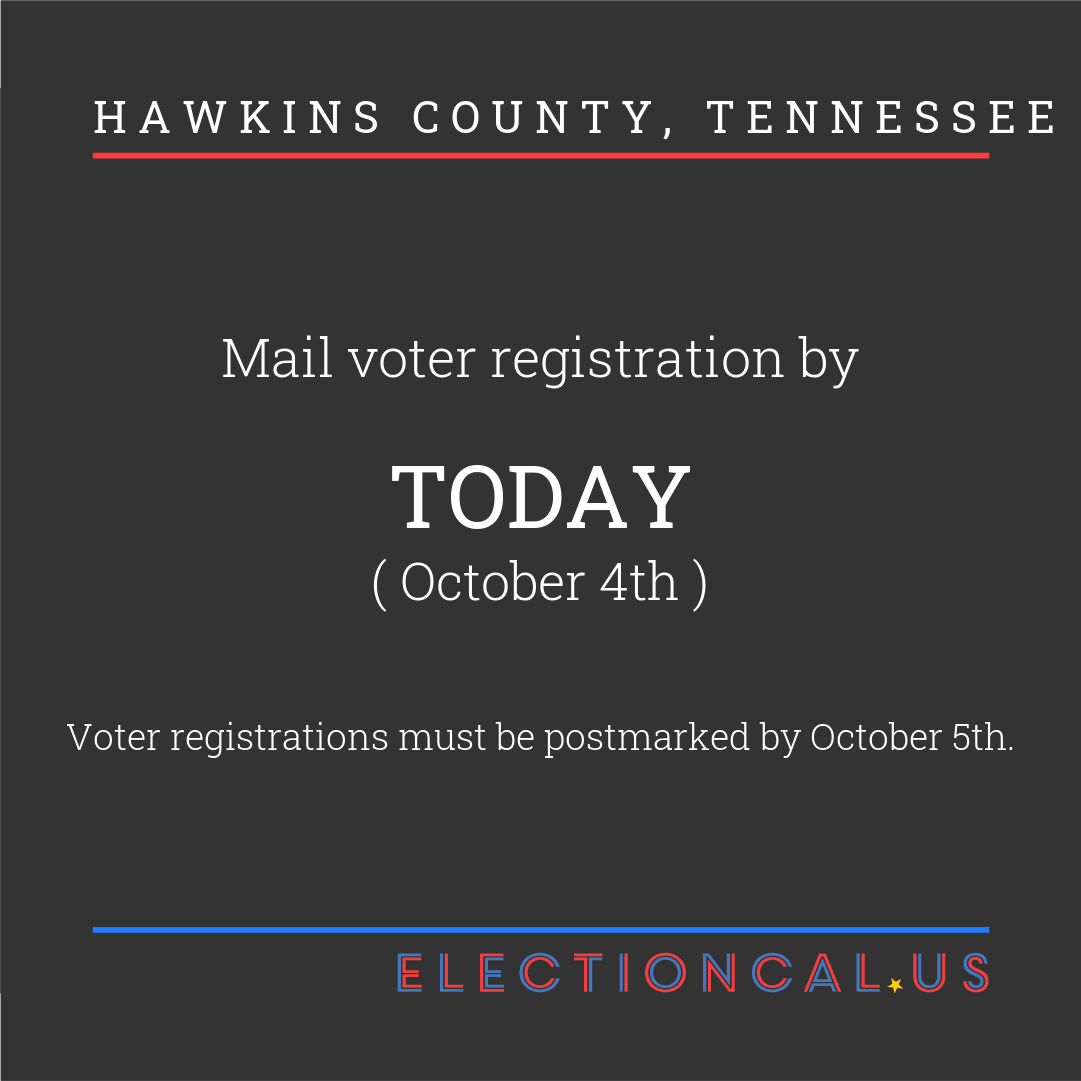 HAWKINS COUNTY, TENNESSEE
Mail voter registration by
TODAY
( October 4th )
Voter registrations must be postmarked by October 5th.
ELECTIONCAL.US